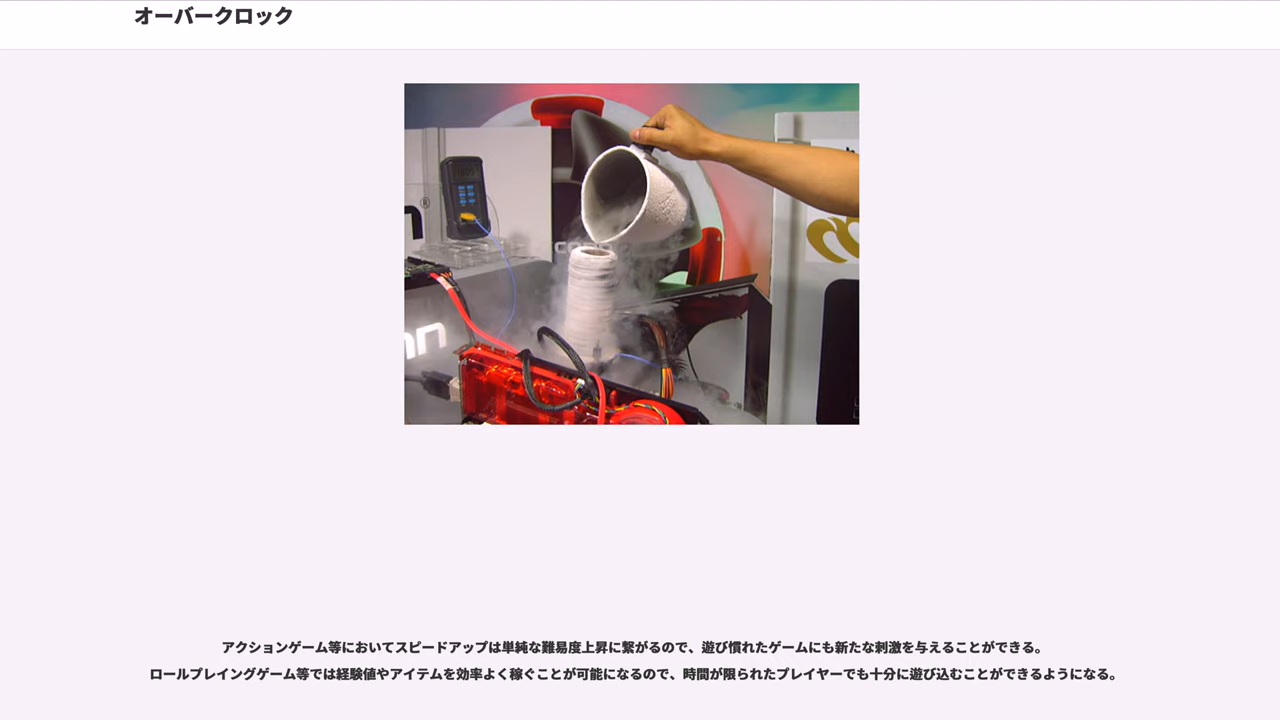 オーバークロック
®
アクションゲーム等においてスピードアップは単純な難易度上昇に繋がるので、遊び慣れたゲームにも新たな刺激を与えることができる。
ロールプレイングゲーム等では経験値やアイテムを効率よく稼ぐことが可能になるので、時間が限られたプレイヤーでも十分に遊び込むことができるようになる。